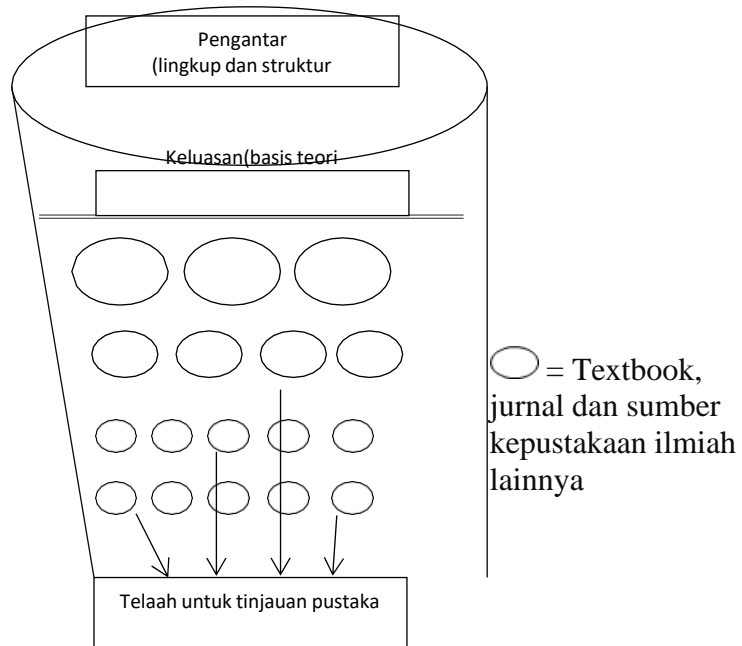 Pengantar
(lingkup dan struktur
Keluasan(basis teori
= Textbook,
jurnal dan sumber
kepustakaan ilmiah
lainnya
Telaah untuk tinjauan pustaka